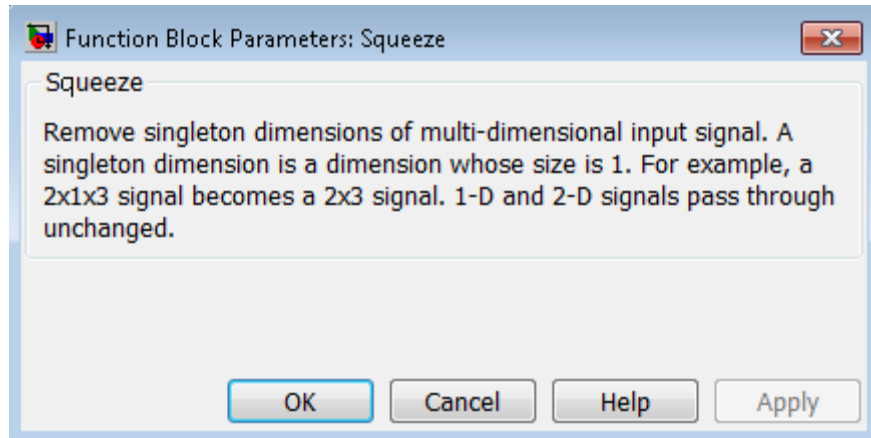 Function Block Parameters: Squeeze
Squeeze
Remove singleton dimensions of multi-dimensional input signal. A
singleton dimension is a dimension whose size is 1. For example, a
2x1x3 signal becomes a 2x3 signal. 1-D and 2-D signals pass through
unchanged.
OK Cancel Help Apply